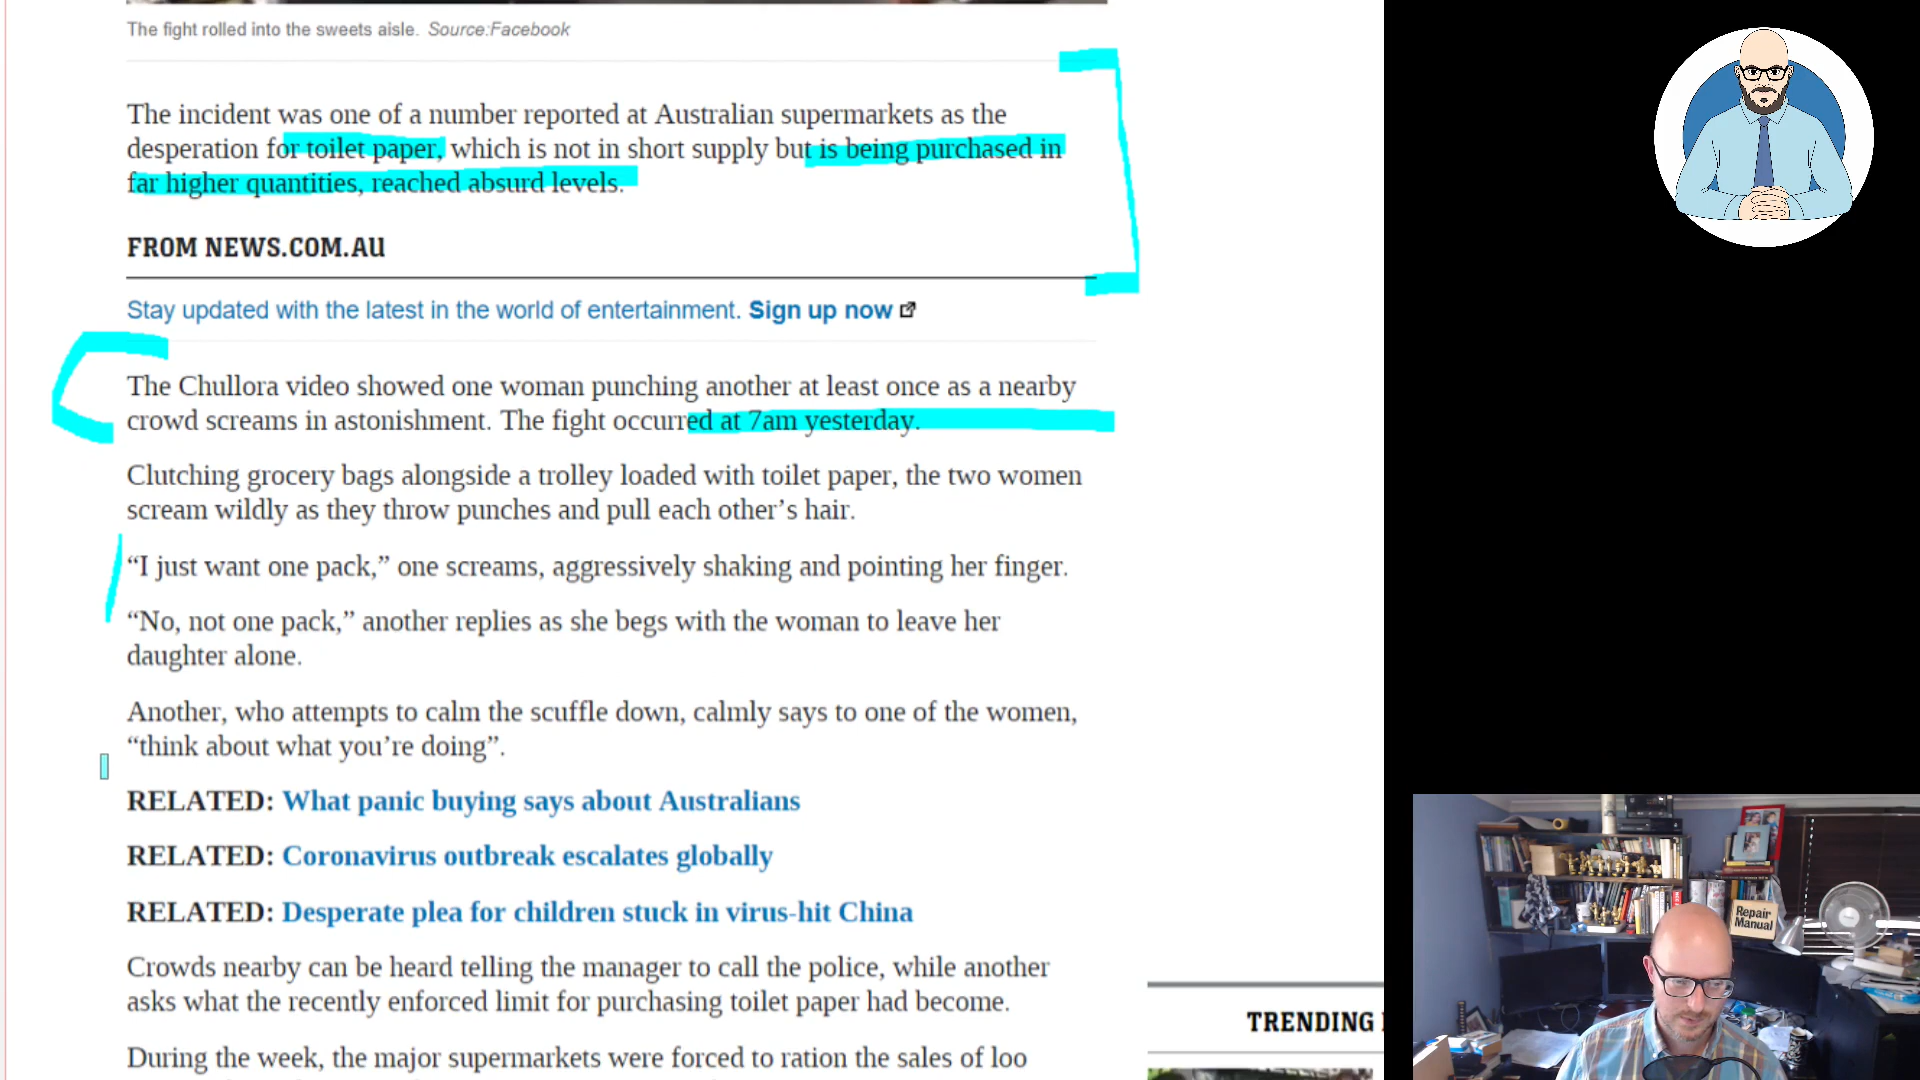 The fight rolled into the sweets aisle. Source:Facebook
The incident was one of a number reported at Australian supermarkets as the
desperation for toilet paper, which is not in short supply but is being purchased in
far higher quantities, reached absurd levels.
FROM NEWS.COM.AU
Stay updated with the latest in the world of entertainment. Sign up now
The Chullora video showed one woman punching another at least once as a nearby
crowd screams in astonishment. The fight occurred at 7am yesterday.
Clutching grocery bags alongside a trolley loaded with toilet paper, the two women
scream wildly as they throw punches and pull each other’s hair.
“I just want one pack,” one screams, aggressively shaking and pointing her finger.
“No, not one pack,” another replies as she begs with the woman to leave her
daughter alone.
Another, who attempts to calm the scuffle down, calmly says to one of the women,
“think about what you’re doing”.
RELATED: What panic buying says about Australians
RELATED: Coronavirus outbreak escalates globally
RELATED: Desperate plea for children stuck in virus-hit China
Crowds nearby can be heard telling the manager to call the police, while another
asks what the recently enforced limit for purchasing toilet paper had become.
During the week, the major supermarkets were forced to ration the sales of loo
TRENDING
Repair
Manual